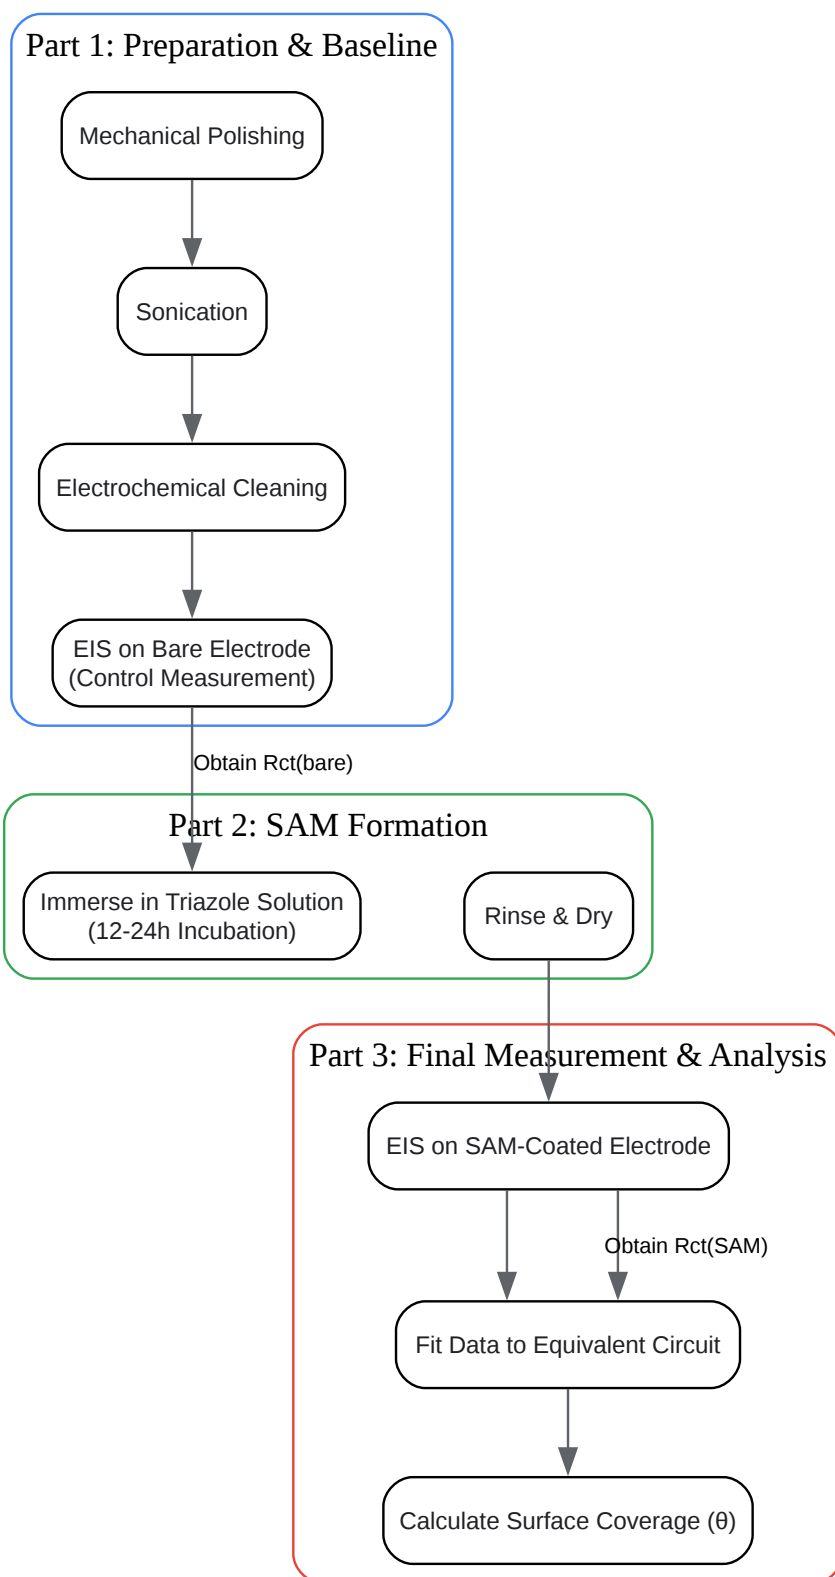 Part 1: Preparation & Baseline
Mechanical Polishing
Sonication
Electrochemical Cleaning
EIS on Bare Electrode
(Control Measurement)
Obtain Rct(bare)
Part 2: SAM Formation
Immerse in Triazole Solution
(12-24h Incubation)
Rinse & Dry
Part 3: Final Measurement & Analysis
EIS on SAM-Coated Electrode
Obtain Rct(SAM)
Fit Data to Equivalent Circuit
Calculate Surface Coverage (θ)